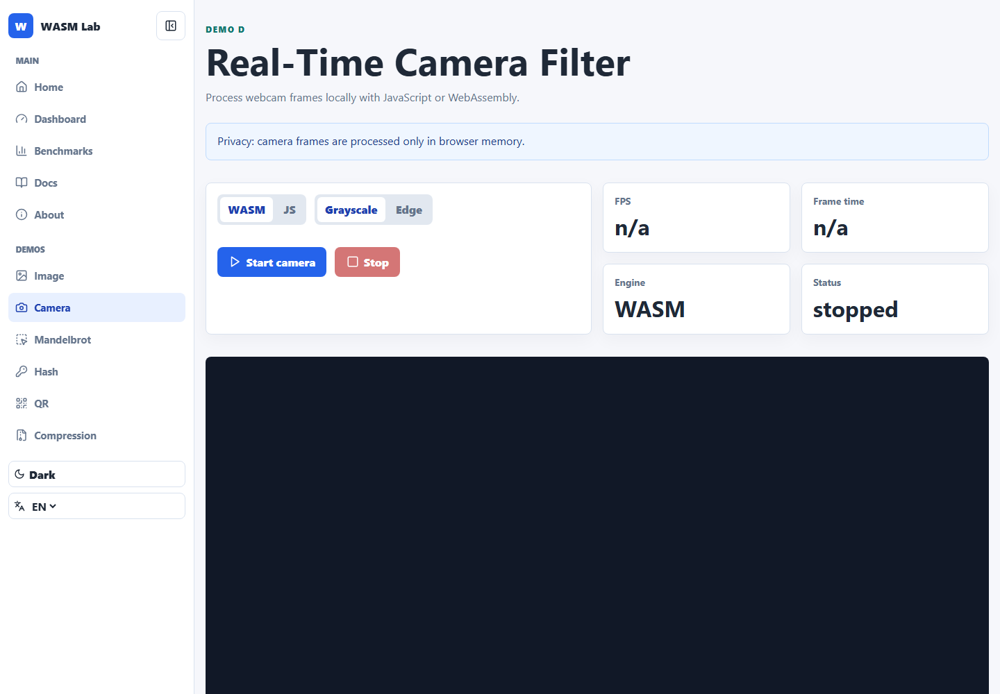 W WASM Lab
MAIN
Home
Dashboard
Benchmarks
Docs
About
DEMOS
Image
Camera
Mandelbrot
Hash
QR
Compression
Dark
EN
DEMO D
Real-Time Camera Filter
Process webcam frames locally with JavaScript or WebAssembly.
Privacy: camera frames are processed only in browser memory.
WASM JS Grayscale Edge
Start camera Stop
FPS
n/a
Frame time
n/a
Engine
WASM
Status
stopped